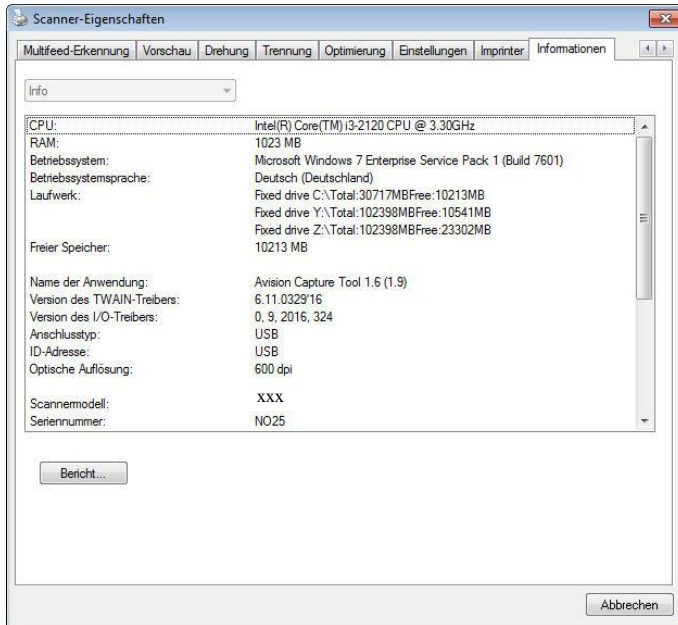 Scanner-Eigenschaften
Multifeed-Erkennung Vorschau Drehung Trennung Optimierung Einstellungen Imprinter Informationen
Info
CPU: Intel(R) Core(TM) i3-2120 CPU @ 3.30GHz
RAM: 1023 MB
Betriebssystem: Microsoft Windows 7 Enterprise Service Pack 1 (Build 7601)
Betriebssystemsprache: Deutsch (Deutschland)
Laufwerk: Fixed drive C:\Total:30717MBFree:10213MB
Fixed drive Y:\Total:102398MBFree:10541MB
Fixed drive Z:\Total:102398MBFree:23302MB
Freier Speicher: 10213 MB
Name der Anwendung: Avision Capture Tool 1.6 (1.9)
Version des TWAIN-Treibers: 6.11.0329'16
Version des I/O-Treibers: 0, 9, 2016, 324
Anschlusstyp: USB
ID-Adresse: USB
Optische Auflösung: 600 dpi
Scannermodell: xxx
Seriennummer: NO25
Bericht...
Abbrechen